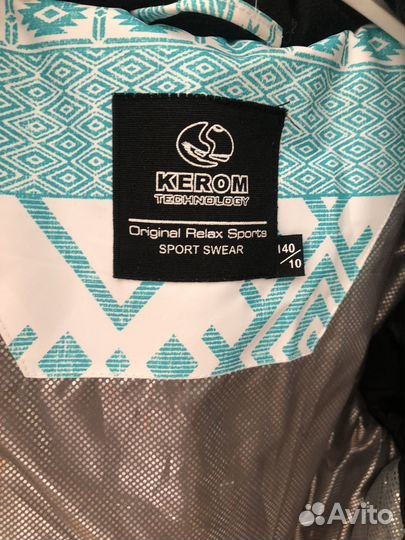 KEROM
TECHNOLOGY
Original Relax Sports
SPORT SWEAR
140/10
Avito